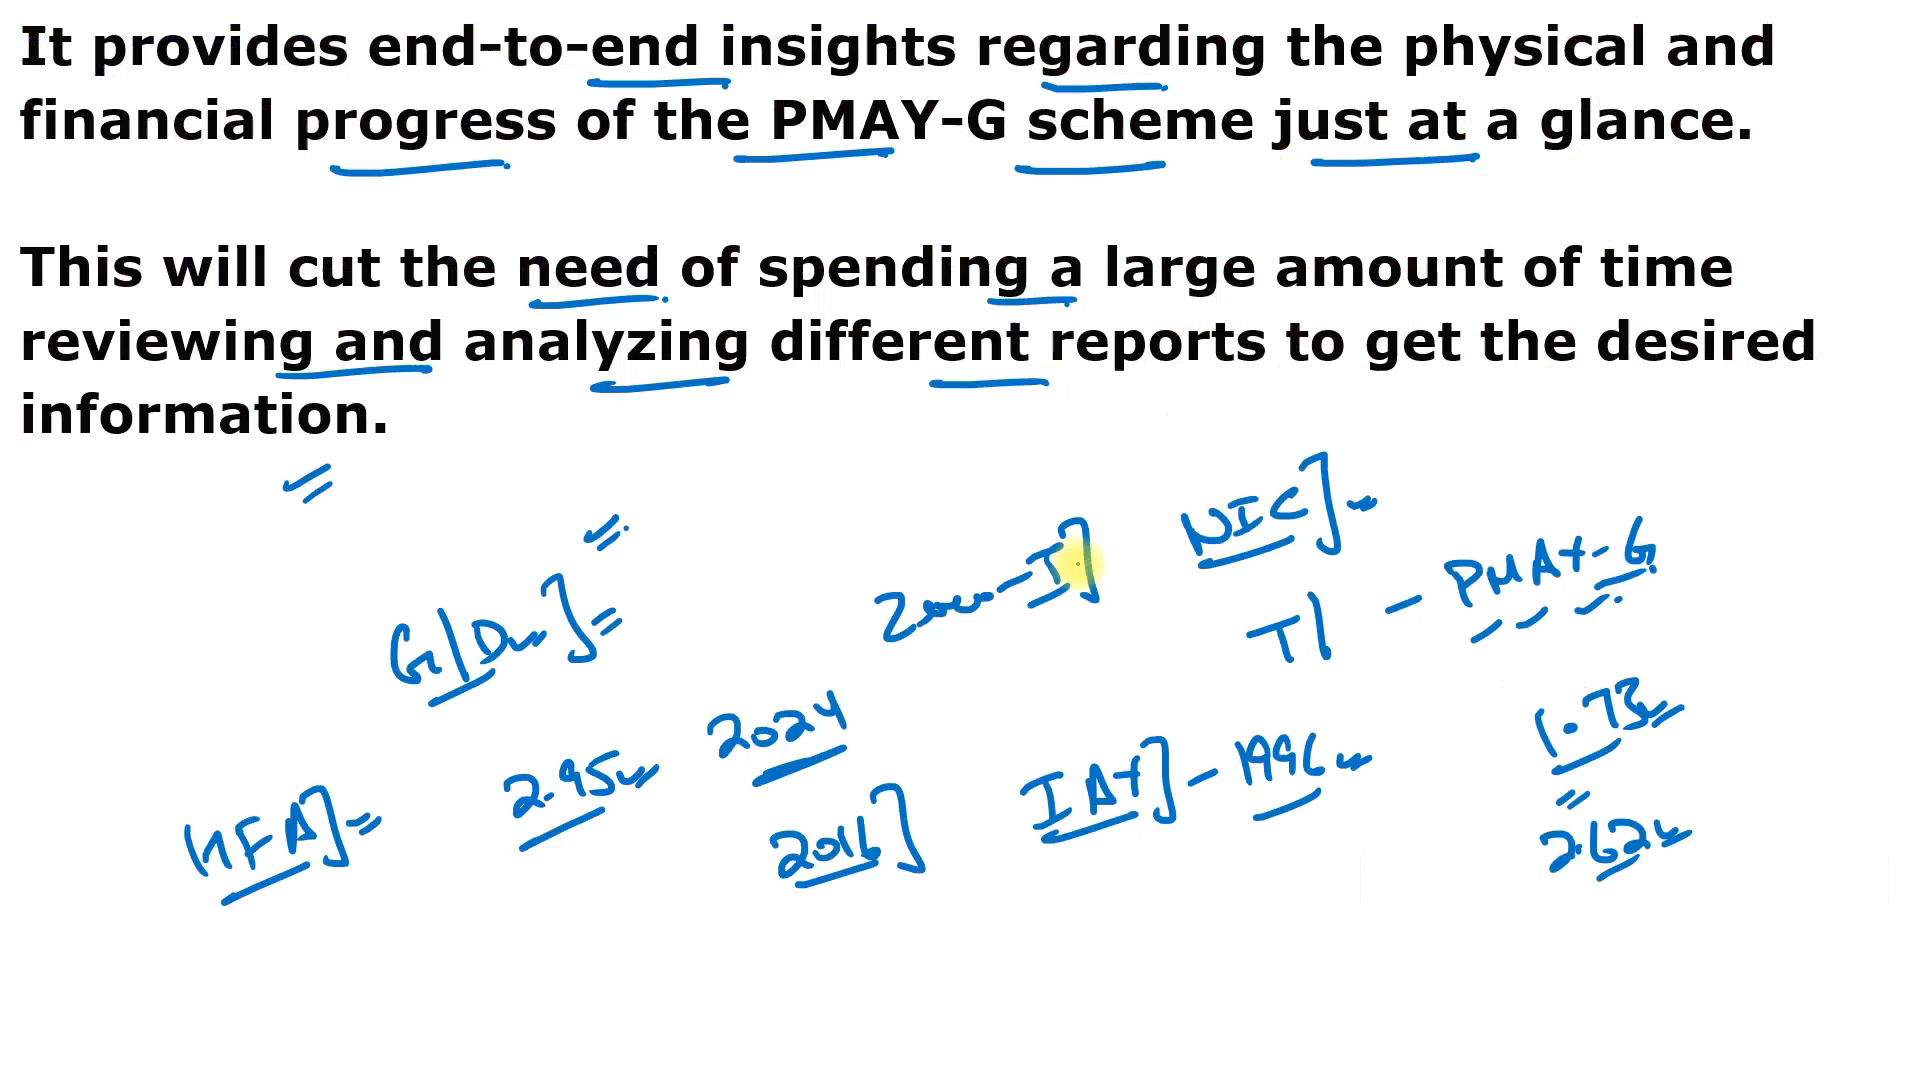 It provides end-to-end insights regarding the physical and
financial progress of the PMAY-G scheme just at a glance.
This will cut the need of spending a large amount of time
reviewing and analyzing different reports to get the desired
information.
NIC]
Zoom-I]
TI - PMAY-G
G/D
2024
1.73
HFA]=
2.95
2016]
IAY] - 1996
2.62